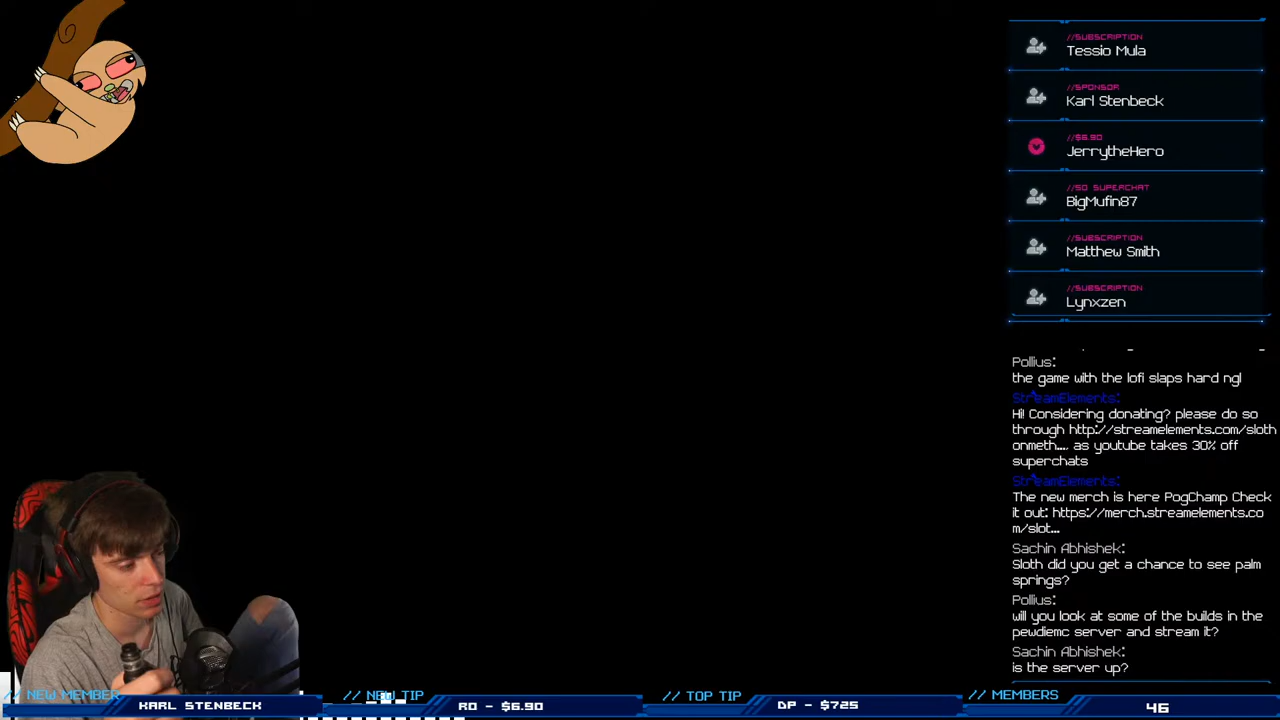 //SUBSCRIPTION
Tessio Mula
//SPONSOR
Karl Stenbeck
//$6.90
JerrytheHero
//SO SUPERCHAT
BigMufin87
//SUBSCRIPTION
Matthew Smith
//SUBSCRIPTION
Lynxzen
Pollius:
the game with the lofi slaps hard ngl
StreamElements:
Hi! Considering donating? please do so
through http://streamelements.com/sloth
onmeth..., as youtube takes 30% off
superchats
StreamElements:
The new merch is here PogChamp Check
it out: https://merch.streamelements.co
m/slot...
Sachin Abhishek:
Sloth did you get a chance to see palm
springs?
Pollius:
will you look at some of the builds in the
pewdiemc server and stream it?
Sachin Abhishek:
is the server up?
// NEW MEMBER
KARL STENBECK
// NEW TIP
RO - $6.90
// TOP TIP
DP - $725
// MEMBERS
46